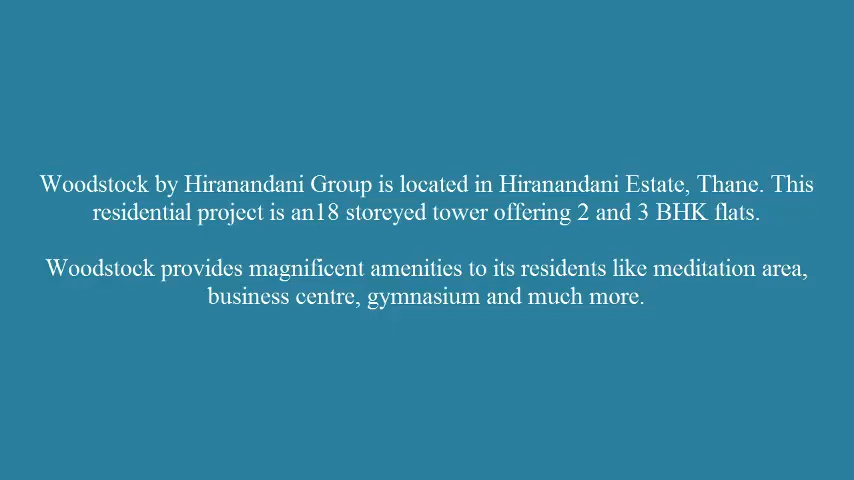 Woodstock by Hiranandani Group is located in Hiranandani Estate, Thane. This
residential project is an18 storeyed tower offering 2 and 3 BHK flats.
Woodstock provides magnificent amenities to its residents like meditation area,
business centre, gymnasium and much more.